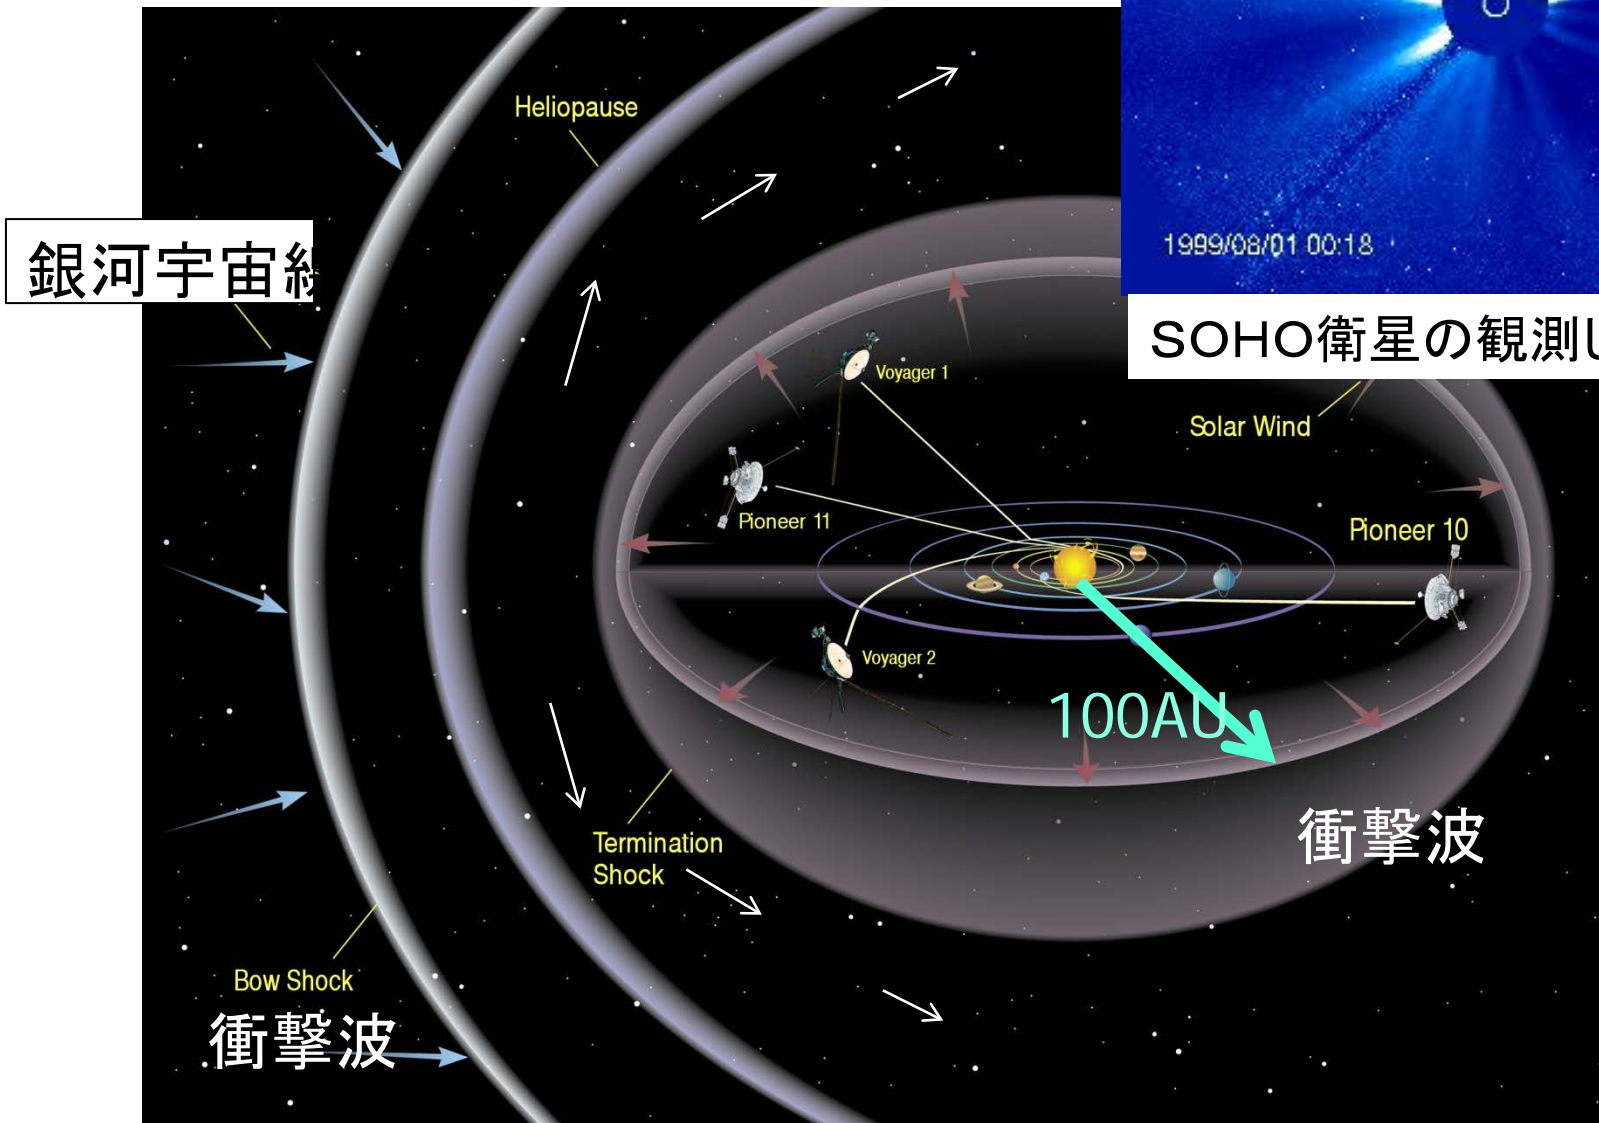 Heliopause
1999/08/01 00:18
銀河宇宙
SOHO衛星の観測し
Voyager 1
Solar Wind
Pioneer 11
Pioneer 10
Voyager 2
100AU
衝撃波
Termination
Shock
Bow Shock
衝撃波